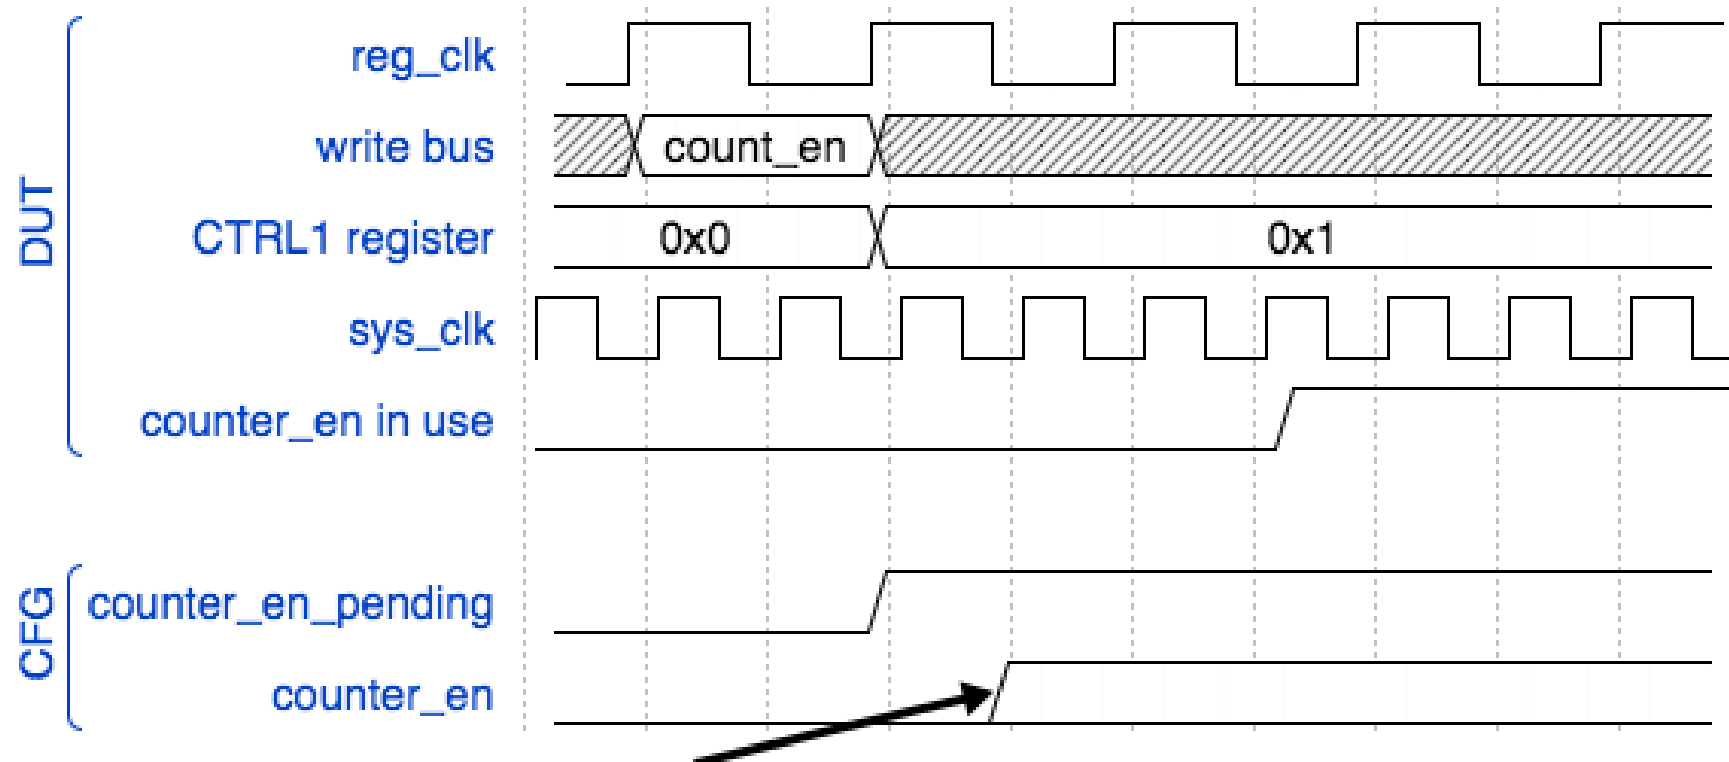 DUT
reg_clk
write bus
count_en
CTRL1 register
0x0
0x1
sys_clk
counter_en in use
CFG
counter_en_pending
counter_en